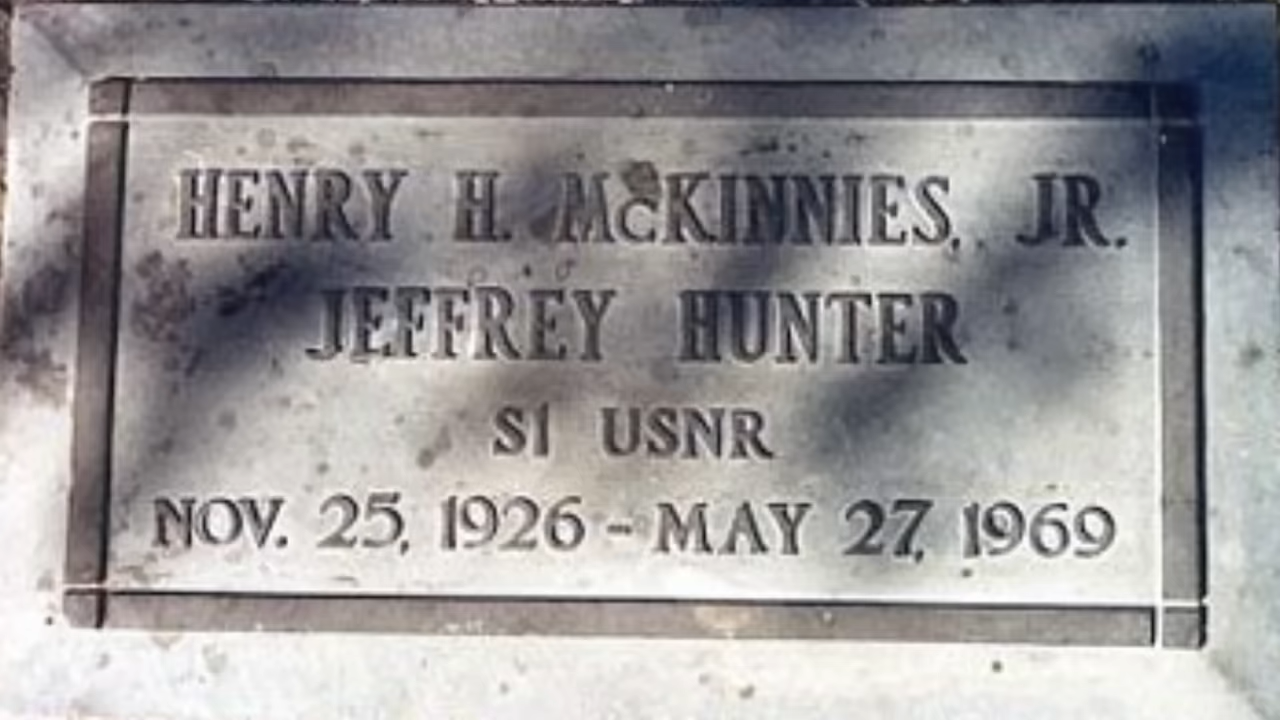 HENRY H. McKINNIES, JR.
JEFFREY HUNTER
S1 USNR
NOV. 25, 1926 - MAY 27, 1969